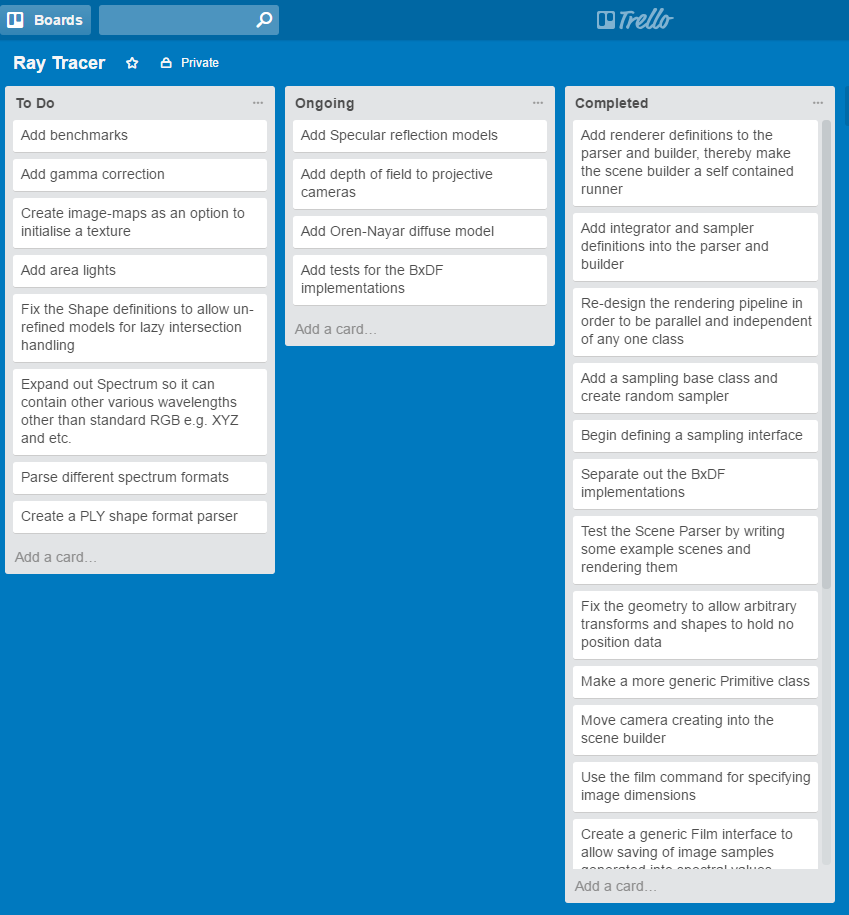 Boards
Trello
Ray Tracer
Private
To Do
Add benchmarks
Add gamma correction
Create image-maps as an option to
initialise a texture
Add area lights
Fix the Shape definitions to allow un-
refined models for lazy intersection
handling
Expand out Spectrum so it can
contain other various wavelengths
other than standard RGB e.g. XYZ
and etc.
Parse different spectrum formats
Create a PLY shape format parser
Add a card…
Ongoing
Add Specular reflection models
Add depth of field to projective
cameras
Add Oren-Nayar diffuse model
Add tests for the BxDF
implementations
Add a card…
Completed
Add renderer definitions to the
parser and builder, thereby make
the scene builder a self contained
runner
Add integrator and sampler
definitions into the parser and
builder
Re-design the rendering pipeline in
order to be parallel and independent
of any one class
Add a sampling base class and
create random sampler
Begin defining a sampling interface
Separate out the BxDF
implementations
Test the Scene Parser by writing
some example scenes and
rendering them
Fix the geometry to allow arbitrary
transforms and shapes to hold no
position data
Make a more generic Primitive class
Move camera creating into the
scene builder
Use the film command for specifying
image dimensions
Create a generic Film interface to
allow saving of image samples
generated into spectral values
Add a card…